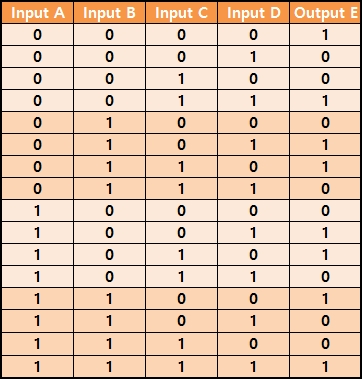 Input A Input B Input C Input D Output E
0 0 0 0 1
0 0 0 1 0
0 0 1 0 0
0 0 1 1 1
0 1 0 0 0
0 1 0 1 1
0 1 1 0 1
0 1 1 1 0
1 0 0 0 0
1 0 0 1 1
1 0 1 0 1
1 0 1 1 0
1 1 0 0 1
1 1 0 1 0
1 1 1 0 0
1 1 1 1 1